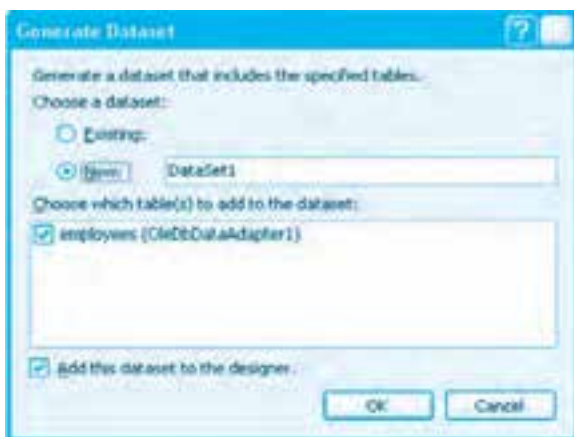 Generate Dataset
?
Generate a dataset that includes the specified tables.
Choose a dataset:
Existing:
New: DataSet1
Choose which table(s) to add to the dataset:
employees (OleDbDataAdapter1)
Add this dataset to the designer.
OK Cancel